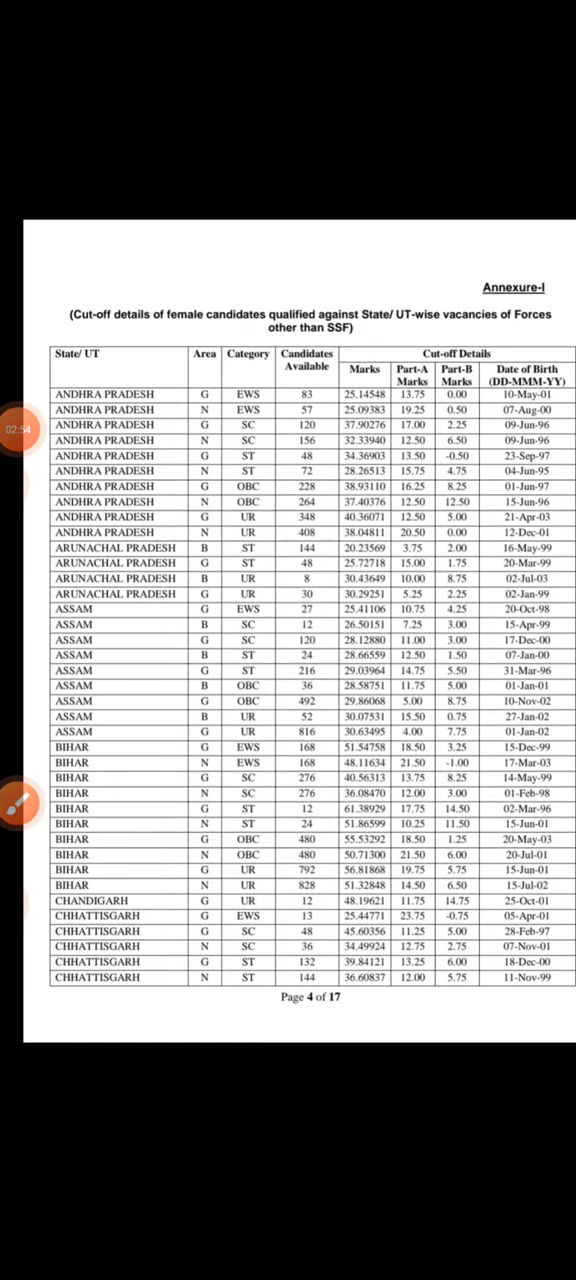 Annexure-I
(Cut-off details of female candidates qualified against State/ UT-wise vacancies of Forces
other than SSF)
State/ UT Area Category Candidates Available Cut-off Details
Marks Part-A Marks Part-B Marks Date of Birth (DD-MMM-YY)
ANDHRA PRADESH G EWS 83 25.14548 13.75 0.00 10-May-01
ANDHRA PRADESH N EWS 57 25.09383 19.25 0.50 07-Aug-00
02:54
ANDHRA PRADESH G SC 120 37.90276 17.00 2.25 09-Jun-96
ANDHRA PRADESH N SC 156 32.33940 12.50 6.50 09-Jun-96
ANDHRA PRADESH G ST 48 34.36903 13.50 -0.50 23-Sep-97
ANDHRA PRADESH N ST 72 28.26513 15.75 4.75 04-Jun-95
ANDHRA PRADESH G OBC 228 38.93110 16.25 8.25 01-Jun-97
ANDHRA PRADESH N OBC 264 37.40376 12.50 12.50 15-Jun-96
ANDHRA PRADESH G UR 348 40.36071 12.50 5.00 21-Apr-03
ANDHRA PRADESH N UR 408 38.04811 20.50 0.00 12-Dec-01
ARUNACHAL PRADESH B ST 144 20.23569 3.75 2.00 16-May-99
ARUNACHAL PRADESH G ST 48 25.72718 15.00 1.75 20-Mar-99
ARUNACHAL PRADESH B UR 8 30.43649 10.00 8.75 02-Jul-03
ARUNACHAL PRADESH G UR 30 30.29251 5.25 2.25 02-Jan-99
ASSAM G EWS 27 25.41106 10.75 4.25 20-Oct-98
ASSAM B SC 12 26.50151 7.25 3.00 15-Apr-99
ASSAM G SC 120 28.12880 11.00 3.00 17-Dec-00
ASSAM B ST 24 28.66559 12.50 1.50 07-Jan-00
ASSAM G ST 216 29.03964 14.75 5.50 31-Mar-96
ASSAM B OBC 36 28.58751 11.75 5.00 01-Jan-01
ASSAM G OBC 492 29.86068 5.00 8.75 10-Nov-02
ASSAM B UR 52 30.07531 15.50 0.75 27-Jan-02
ASSAM G UR 816 30.63495 4.00 7.75 01-Jan-02
BIHAR G EWS 168 51.54758 18.50 3.25 15-Dec-99
BIHAR N EWS 168 48.11634 21.50 -1.00 17-Mar-03
BIHAR G SC 276 40.56313 13.75 8.25 14-May-99
BIHAR N SC 276 36.08470 12.00 3.00 01-Feb-98
BIHAR G ST 12 61.38929 17.75 14.50 02-Mar-96
BIHAR N ST 24 51.86599 10.25 11.50 15-Jun-01
BIHAR G OBC 480 55.53292 18.50 1.25 20-May-03
BIHAR N OBC 480 50.71300 21.50 6.00 20-Jul-01
BIHAR G UR 792 56.81868 19.75 5.75 15-Jun-01
BIHAR N UR 828 51.32848 14.50 6.50 15-Jul-02
CHANDIGARH G UR 12 48.19621 11.75 14.75 25-Oct-01
CHHATTISGARH G EWS 13 25.44771 23.75 -0.75 05-Apr-01
CHHATTISGARH G SC 48 45.60356 11.25 5.00 28-Feb-97
CHHATTISGARH N SC 36 34.49924 12.75 2.75 07-Nov-01
CHHATTISGARH G ST 132 39.84121 13.25 6.00 18-Dec-00
CHHATTISGARH N ST 144 36.60837 12.00 5.75 11-Nov-99
Page 4 of 17